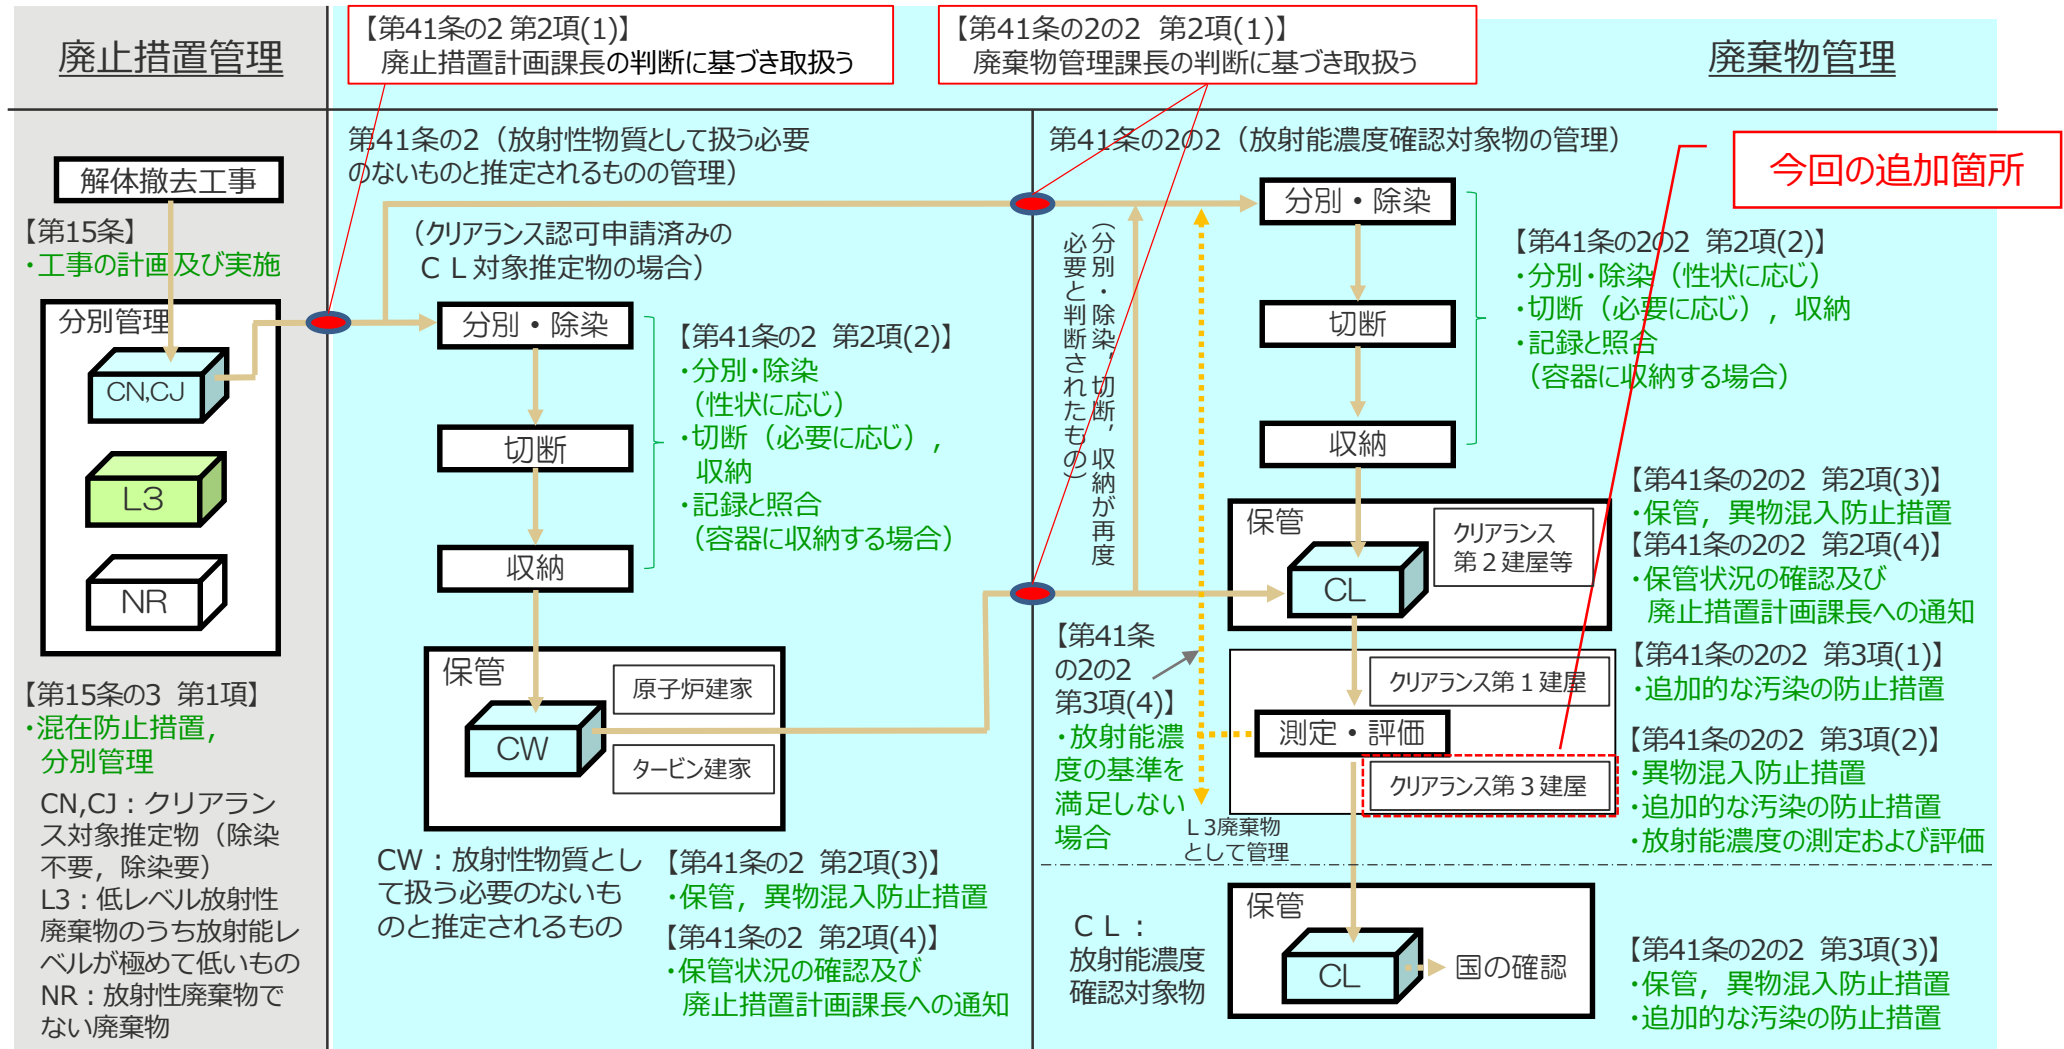 廃止措置管理
【第41条の2 第2項(1)】
廃止措置計画課長の判断に基づき取扱う
【第41条の2の2 第2項(1)】
廃棄物管理課長の判断に基づき取扱う
廃棄物管理
解体撤去工事
【第15条】
・工事の計画及び実施
分別管理
CN,CJ
L3
NR
【第15条の3 第1項】
・混在防止措置,
分別管理
CN,CJ：クリアラン
ス対象推定物（除染
不要，除染要）
L3：低レベル放射性
廃棄物のうち放射能レ
ベルが極めて低いもの
NR：放射性廃棄物で
ない廃棄物
第41条の2（放射性物質として扱う必要
のないものと推定されるものの管理）
（クリアランス認可申請済みの
ＣＬ対象推定物の場合）
分別・除染
切断
収納
【第41条の2 第2項(2)】
・分別・除染
（性状に応じ）
・切断（必要に応じ），
収納
・記録と照合
（容器に収納する場合）
保管
原子炉建家
CW
タービン建家
CW：放射性物質とし
て扱う必要のないも
のと推定されるもの
【第41条の2 第2項(3)】
・保管，異物混入防止措置
【第41条の2 第2項(4)】
・保管状況の確認及び
廃止措置計画課長への通知
第41条の2の2（放射能濃度確認対象物の管理）
今回の追加箇所
（分別・除染，切断，収納が再度
必要と判断されたもの）
分別・除染
切断
収納
【第41条の2の2 第2項(2)】
・分別・除染（性状に応じ）
・切断（必要に応じ），収納
・記録と照合
（容器に収納する場合）
保管
クリアランス
第２建屋等
CL
【第41条の2の2 第2項(3)】
・保管，異物混入防止措置
【第41条の2の2 第2項(4)】
・保管状況の確認及び
廃止措置計画課長への通知
【第41条
の2の2
第3項(4)】
・放射能濃
度の基準を
満足しない
場合
クリアランス第１建屋
測定・評価
クリアランス第３建屋
Ｌ3廃棄物
として管理
【第41条の2の2 第3項(1)】
・追加的な汚染の防止措置
【第41条の2の2 第3項(2)】
・異物混入防止措置
・追加的な汚染の防止措置
・放射能濃度の測定および評価
ＣＬ：
放射能濃度
確認対象物
保管
CL
国の確認
【第41条の2の2 第3項(3)】
・保管，異物混入防止措置
・追加的な汚染の防止措置